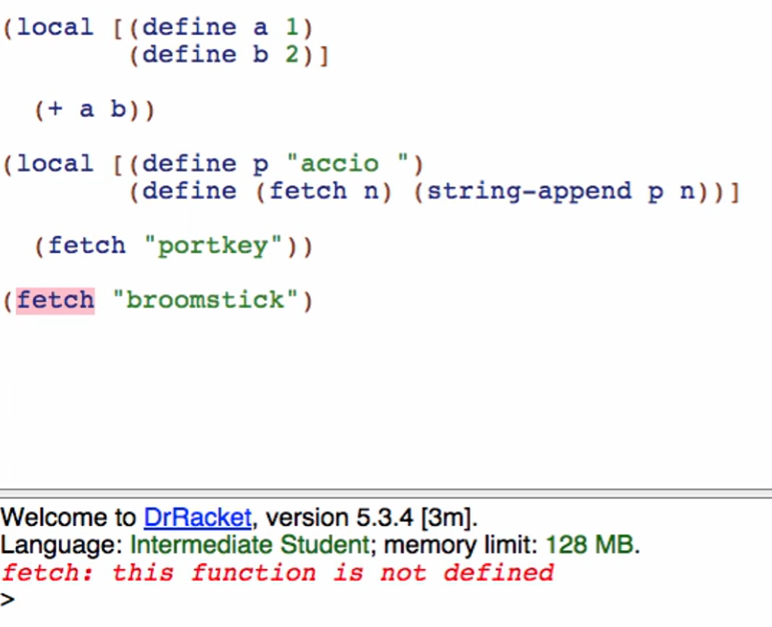 (local [(define a 1)
(define b 2)]
(+ a b))
(local [(define p "accio ")
(define (fetch n) (string-append p n))]
(fetch "portkey"))
(fetch "broomstick")
Welcome to DrRacket, version 5.3.4 [3m].
Language: Intermediate Student; memory limit: 128 MB.
fetch: this function is not defined
>